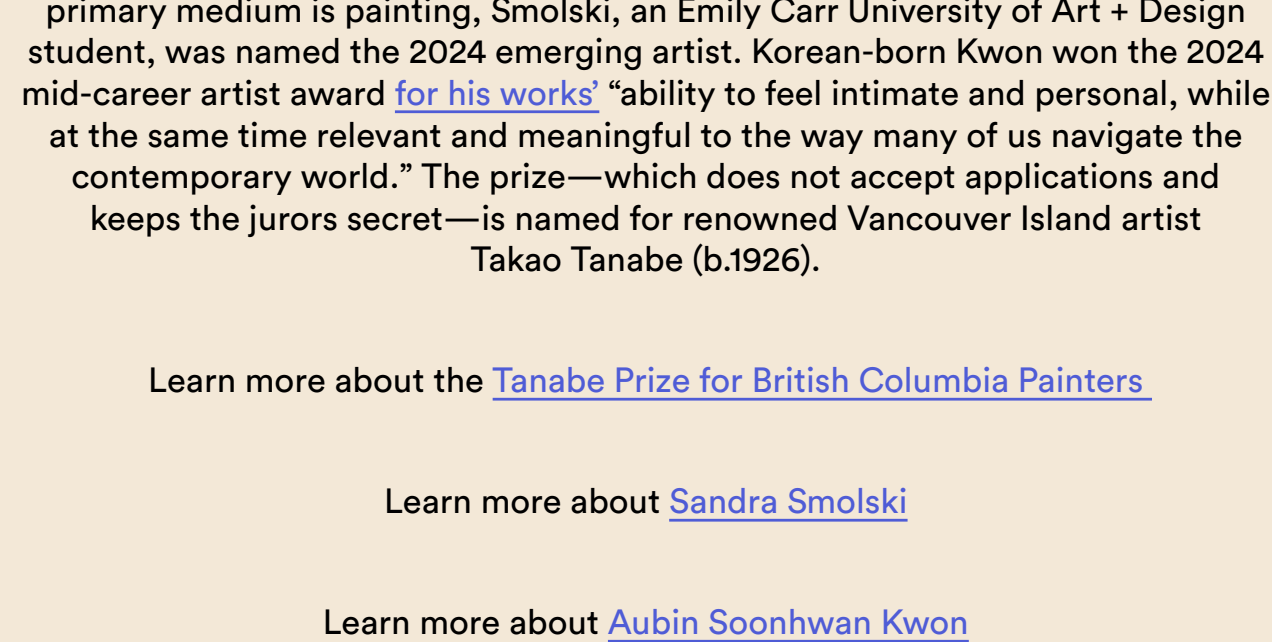 primary medium is painting, Smolski, an Emily Carr University of Art + Design
student, was named the 2024 emerging artist. Korean-born Kwon won the 2024
mid-career artist award for his works’ “ability to feel intimate and personal, while
at the same time relevant and meaningful to the way many of us navigate the
contemporary world.” The prize—which does not accept applications and
keeps the jurors secret—is named for renowned Vancouver Island artist
Takao Tanabe (b.1926).
Learn more about the Tanabe Prize for British Columbia Painters
Learn more about Sandra Smolski
Learn more about Aubin Soonhwan Kwon